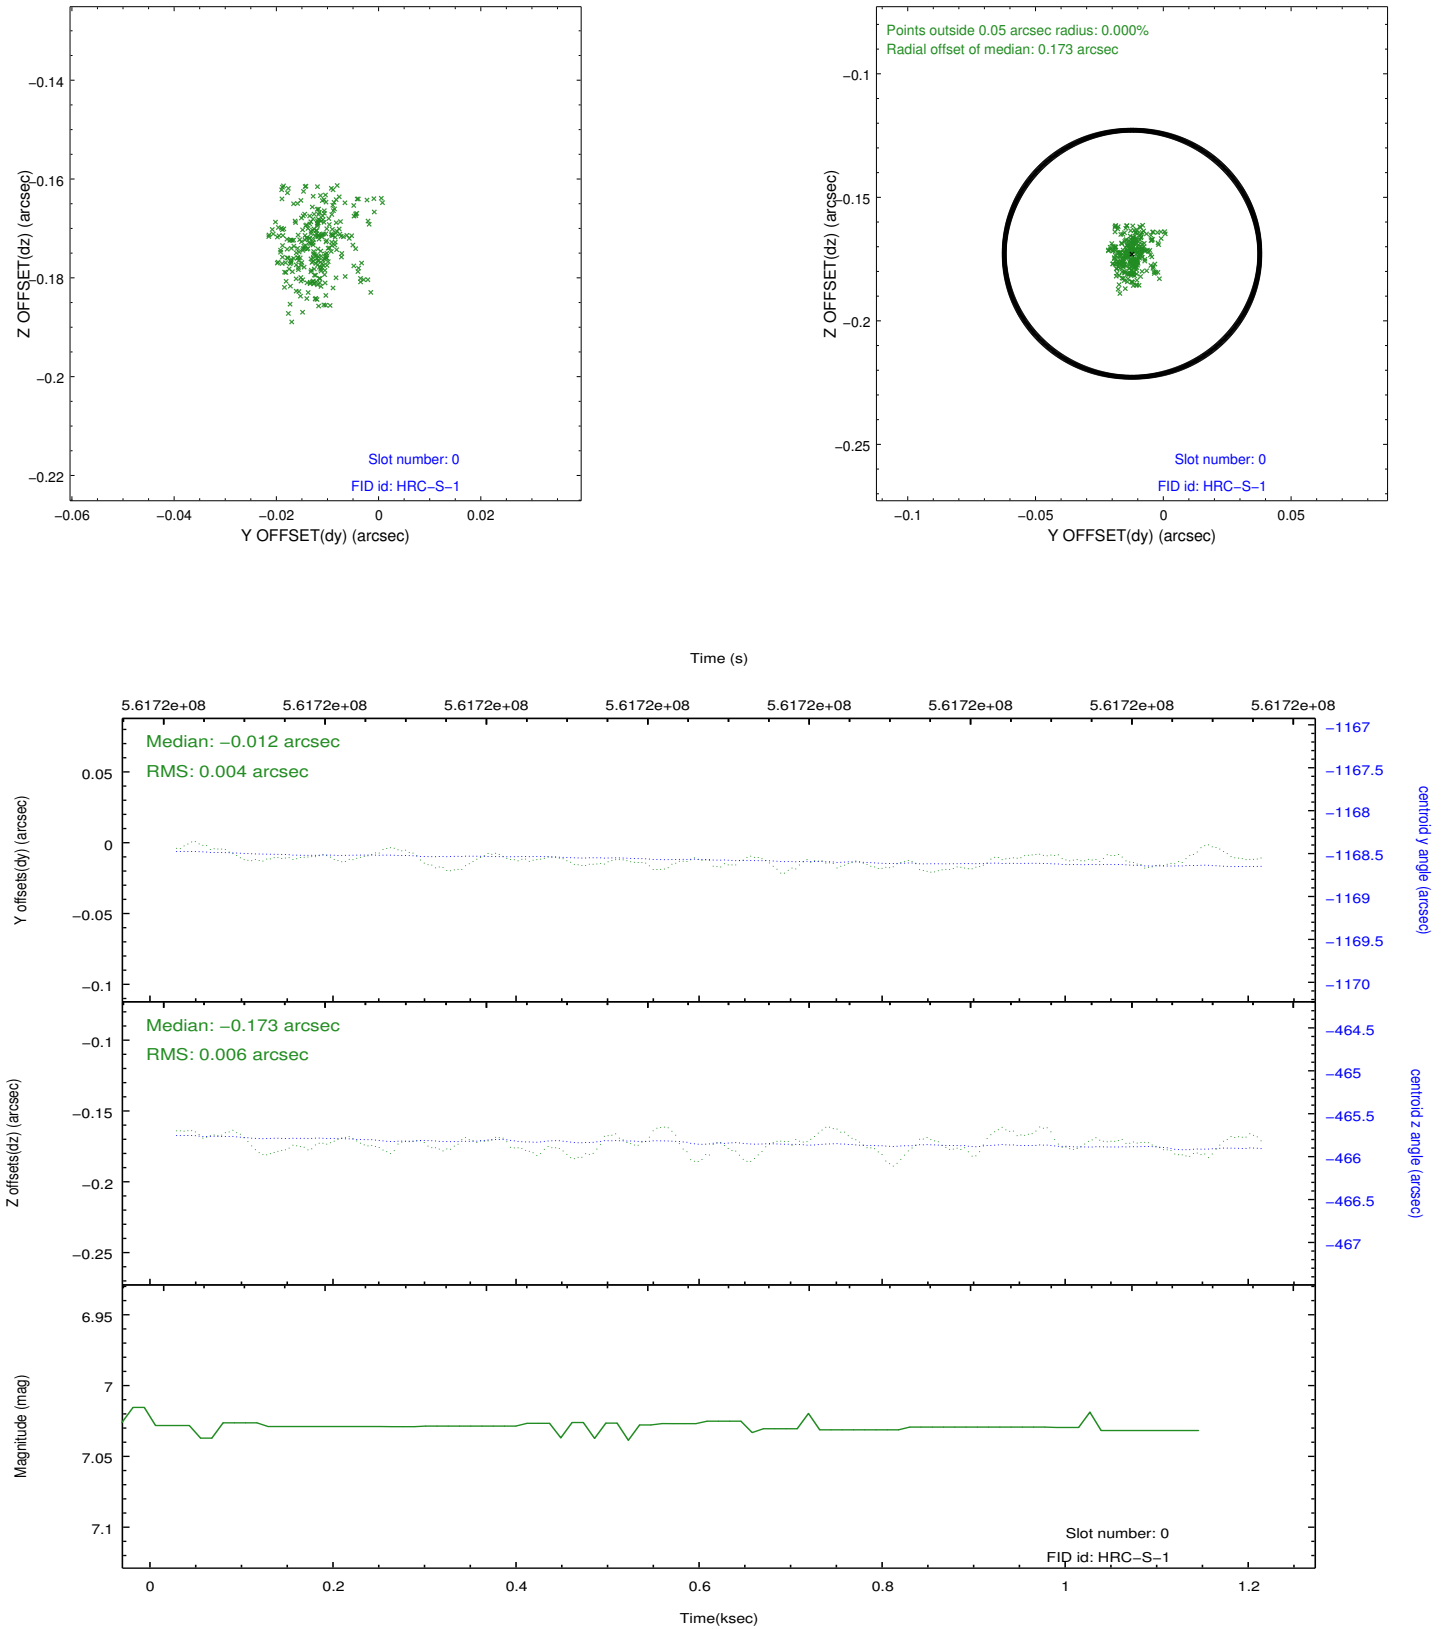 −0.14
−0.16
−0.18
−0.2
−0.22
Z OFFSET(dz) (arcsec)
Slot number: 0
FID id: HRC−S−1
−0.06
−0.04
−0.02
0
0.02
Y OFFSET(dy) (arcsec)
Points outside 0.05 arcsec radius: 0.000%
Radial offset of median: 0.173 arcsec
−0.1
−0.15
−0.2
−0.25
Z OFFSET(dz) (arcsec)
Slot number: 0
FID id: HRC−S−1
−0.1
−0.05
0
0.05
Y OFFSET(dy) (arcsec)
Time (s)
5.6172e+08 5.6172e+08 5.6172e+08 5.6172e+08 5.6172e+08 5.6172e+08 5.6172e+08 5.6172e+08
Median: −0.012 arcsec
RMS: 0.004 arcsec
0.05
0
−0.05
−0.1
Y offsets(dy) (arcsec)
−1167
−1167.5
−1168
−1168.5
−1169
−1169.5
−1170
centroid y angle (arcsec)
Median: −0.173 arcsec
RMS: 0.006 arcsec
−0.1
−0.15
−0.2
−0.25
Z offsets(dz) (arcsec)
−464.5
−465
−465.5
−466
−466.5
−467
centroid z angle (arcsec)
6.95
7
7.05
7.1
Magnitude (mag)
Slot number: 0
FID id: HRC−S−1
0 0.2 0.4 0.6 0.8 1 1.2
Time(ksec)